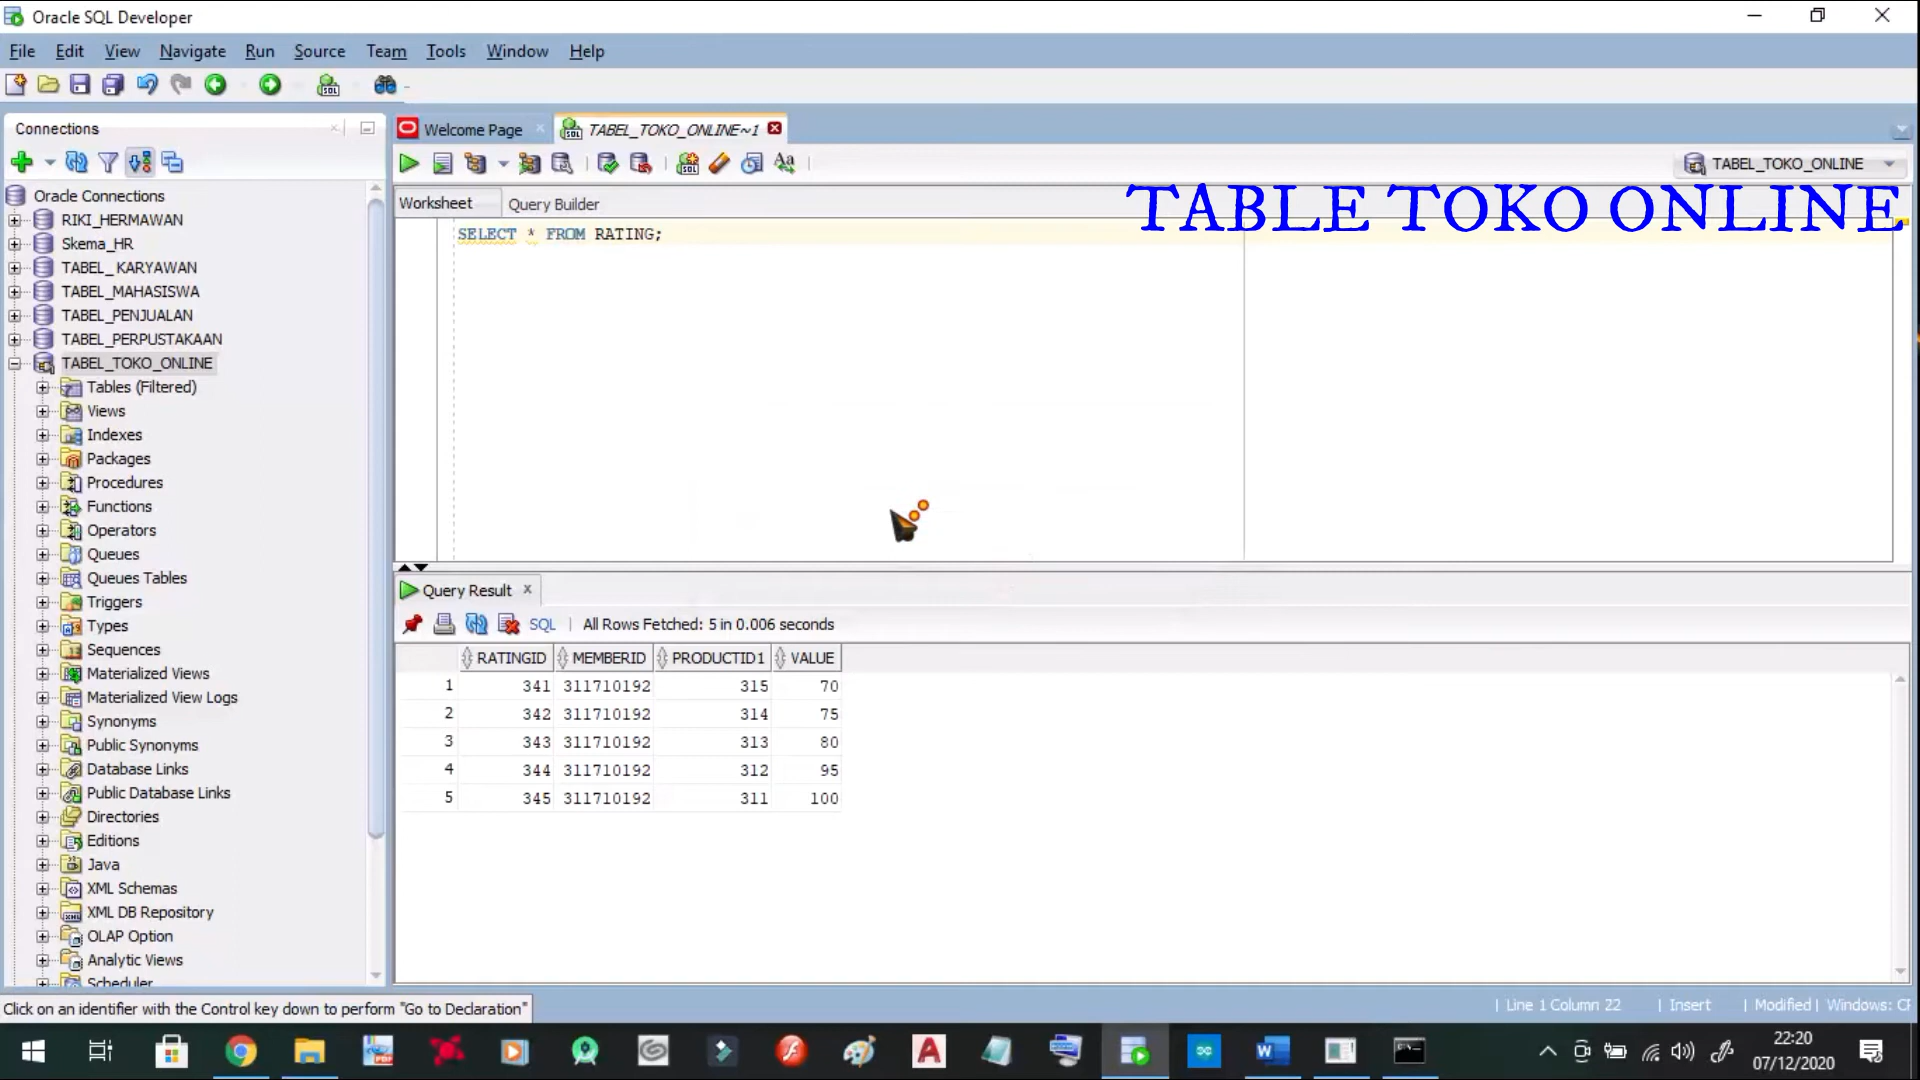 Oracle SQL Developer
File Edit View Navigate Run Source Team Tools Window Help
Connections
Welcome Page
TABEL_TOKO_ONLINE~1
TABEL_TOKO_ONLINE
Worksheet Query Builder
TABLE TOKO ONLINE
SELECT * FROM RATING;
Oracle Connections
RIKI_HERMAWAN
Skema_HR
TABEL_ KARYAWAN
TABEL_MAHASISWA
TABEL_PENJUALAN
TABEL_PERPUSTAKAAN
TABEL_TOKO_ONLINE
Tables (Filtered)
Views
Indexes
Packages
Procedures
Functions
Operators
Queues
Queues Tables
Triggers
Types
Sequences
Materialized Views
Materialized View Logs
Synonyms
Public Synonyms
Database Links
Public Database Links
Directories
Editions
Java
XML Schemas
XML DB Repository
OLAP Option
Analytic Views
Scheduler
Query Result
SQL | All Rows Fetched: 5 in 0.006 seconds
RATINGID MEMBERID PRODUCTID1 VALUE
1 341 311710192 315 70
2 342 311710192 314 75
3 343 311710192 313 80
4 344 311710192 312 95
5 345 311710192 311 100
Click on an identifier with the Control key down to perform "Go to Declaration"
| Line 1 Column 22 | Insert | Modified | Windows: CF
22:20
07/12/2020